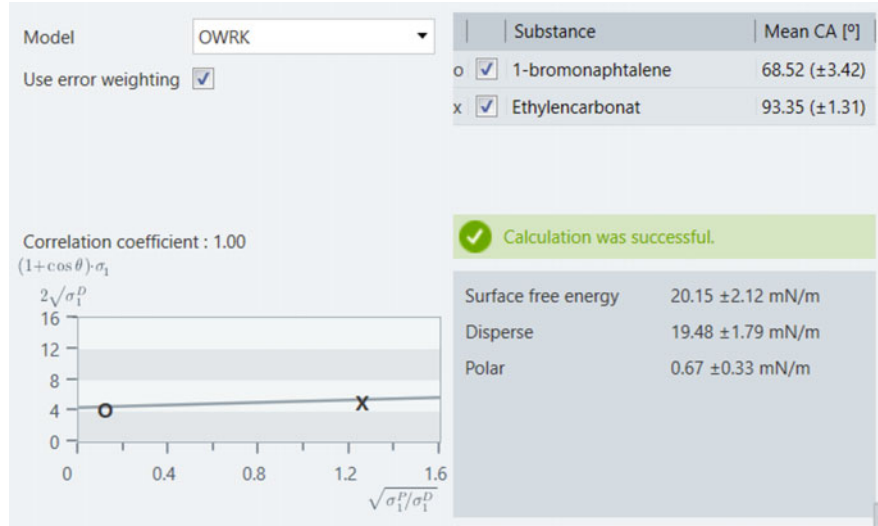 Model OWRK
Use error weighting
Substance Mean CA [º]
o 1-bromonaphtalene 68.52 (±3.42)
x Ethylencarbonat 93.35 (±1.31)
Calculation was successful.
Correlation coefficient : 1.00
(1+cos θ)·σ₁
2√σ₁ᴰ
16
12
8
4
0
O
X
0 0.4 0.8 1.2 1.6
√σ₁ᴾ/σ₁ᴰ
Surface free energy 20.15 ±2.12 mN/m
Disperse 19.48 ±1.79 mN/m
Polar 0.67 ±0.33 mN/m